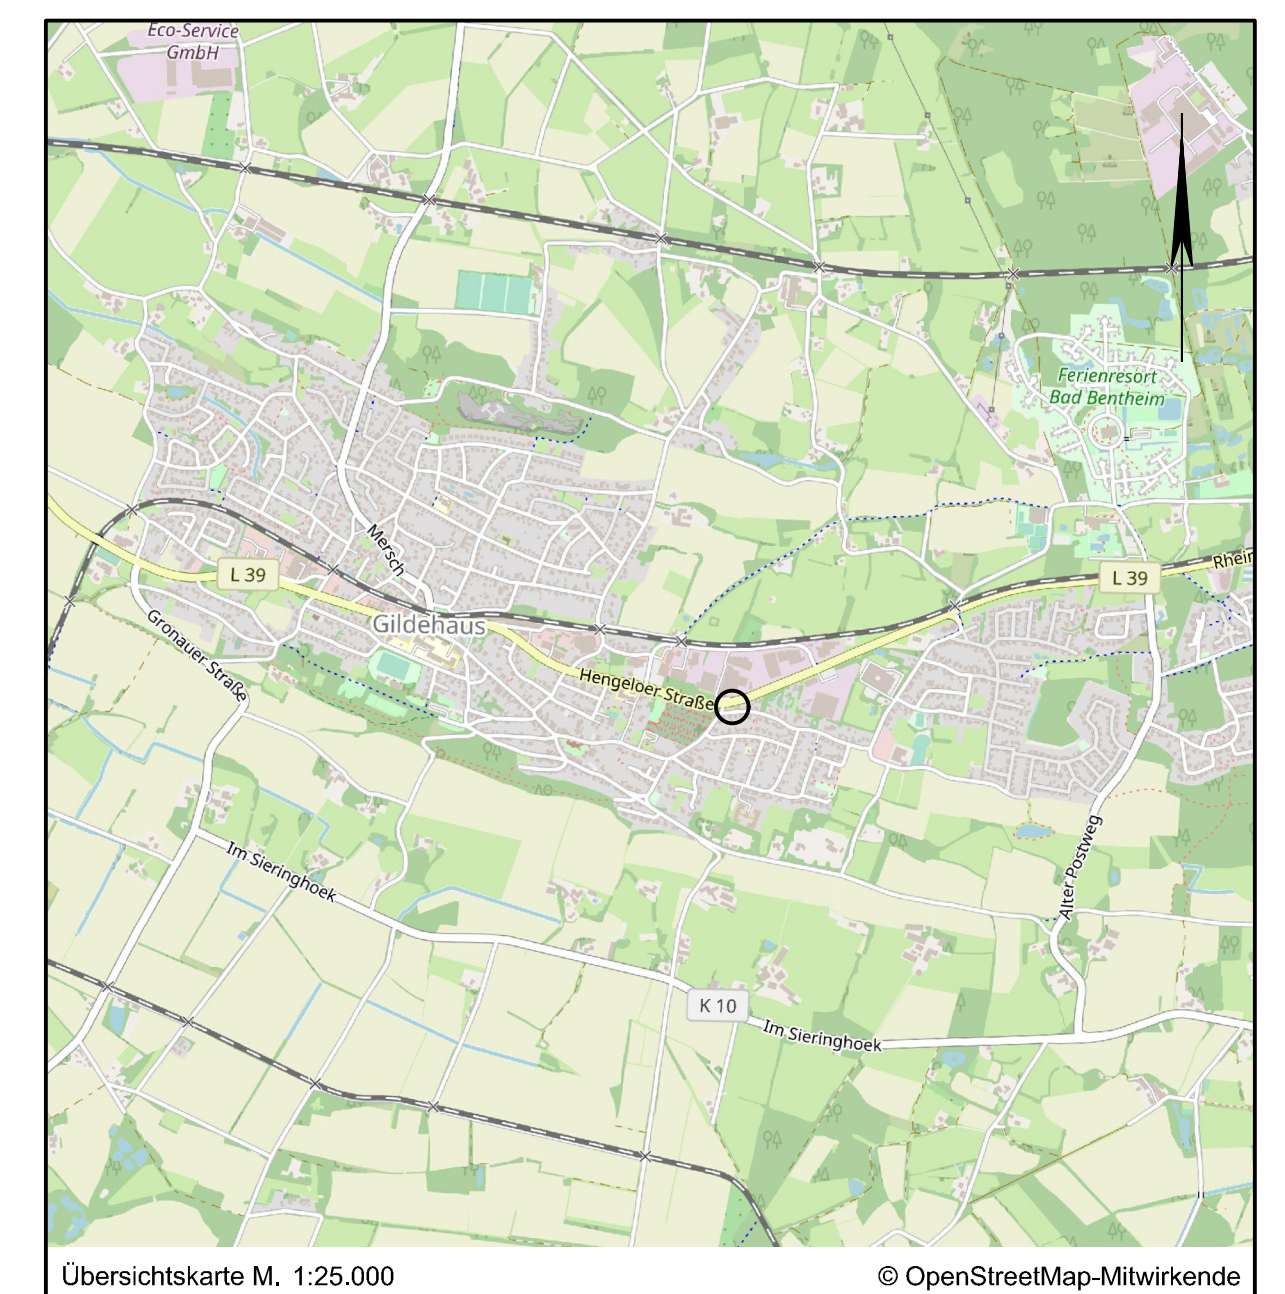 Eco-Service
GmbH
Ferienresort
Bad Bentheim
Mersch
L 39
L 39
Rhein
Gildehaus
Gronauer Straße
Hengeloer Straße
Im Sieringhoek
Alter Postweg
K 10
Im Sieringhoek
Übersichtskarte M. 1:25.000
© OpenStreetMap-Mitwirkende